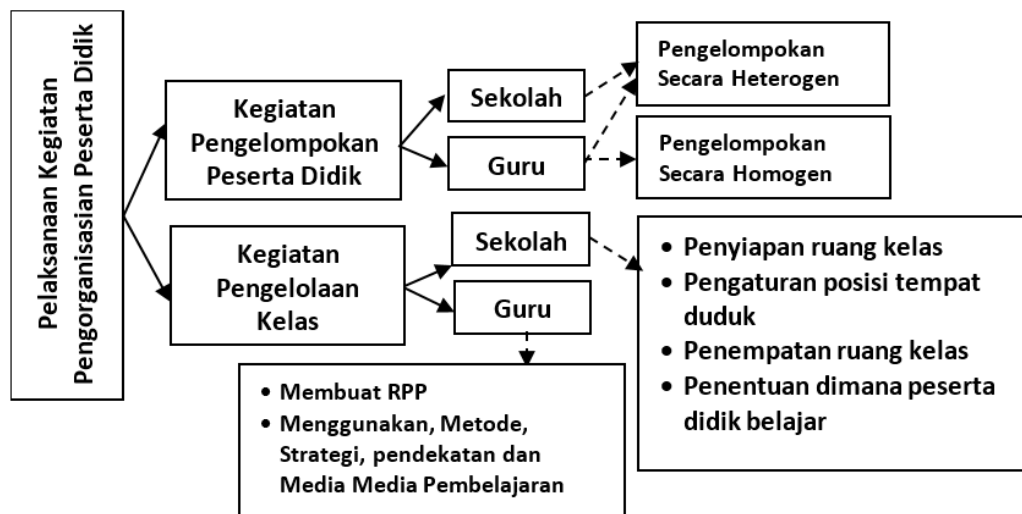 Pelaksanaan Kegiatan
Pengorganisasian Peserta Didik
Kegiatan
Pengelompokan
Peserta Didik
Sekolah
Guru
Pengelompokan
Secara Heterogen
Pengelompokan
Secara Homogen
Kegiatan
Pengelolaan
Kelas
Sekolah
Guru
• Penyiapan ruang kelas
• Pengaturan posisi tempat
duduk
• Penempatan ruang kelas
• Penentuan dimana peserta
didik belajar
• Membuat RPP
• Menggunakan, Metode,
Strategi, pendekatan dan
Media Media Pembelajaran